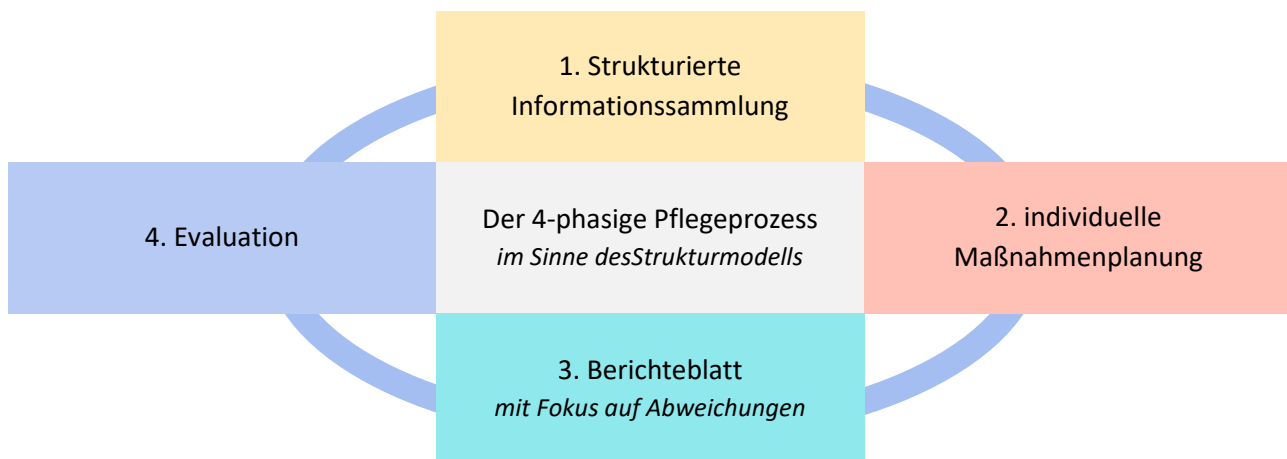 1. Strukturierte
Informationssammlung
4. Evaluation
Der 4-phasige Pflegeprozess
im Sinne desStrukturmodells
2. individuelle
Maßnahmenplanung
3. Berichteblatt
mit Fokus auf Abweichungen